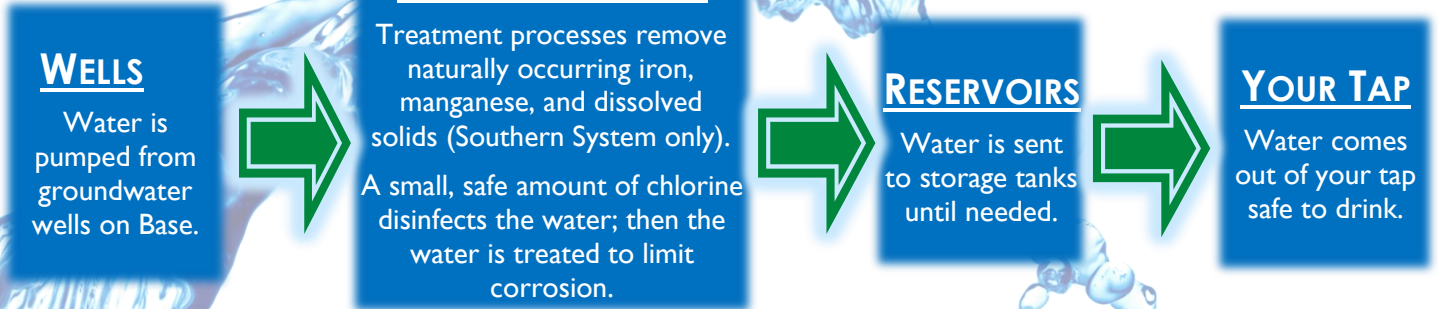 WELLS
Water is
pumped from
groundwater
wells on Base.
Treatment processes remove
naturally occurring iron,
manganese, and dissolved
solids (Southern System only).
A small, safe amount of chlorine
disinfects the water; then the
water is treated to limit
corrosion.
RESERVOIRS
Water is sent
to storage tanks
until needed.
YOUR TAP
Water comes
out of your tap
safe to drink.